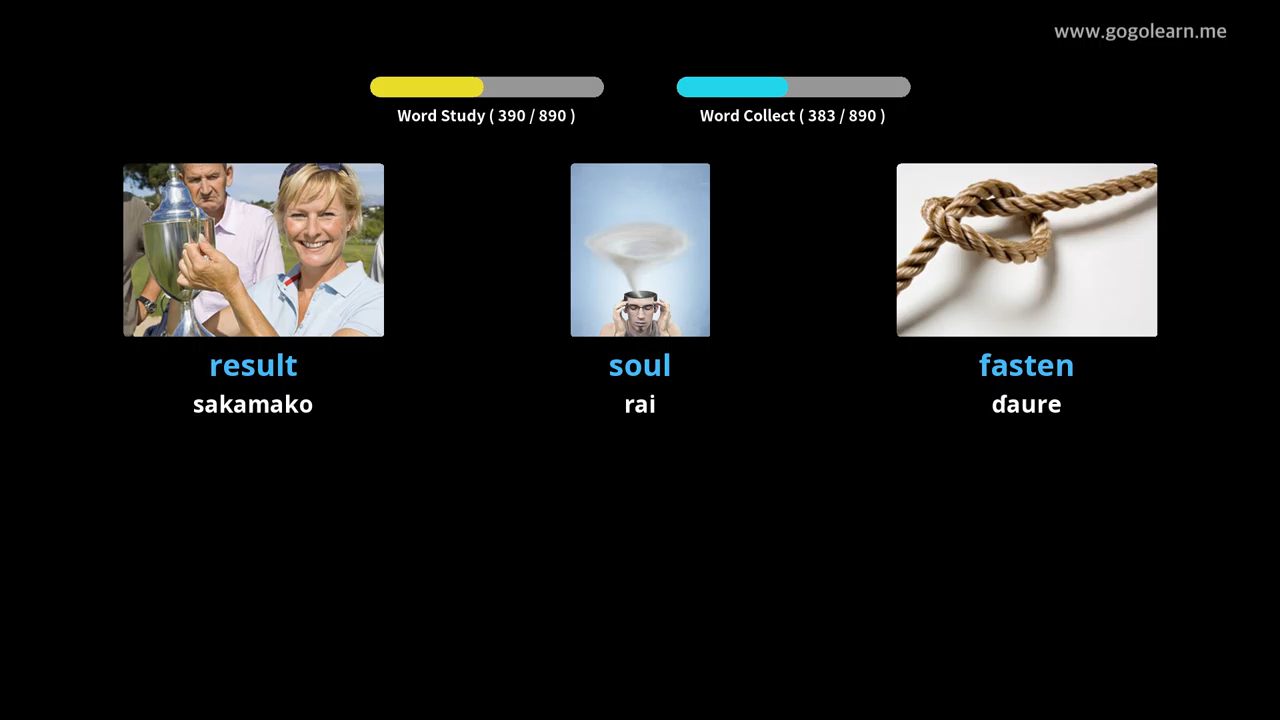 www.gogolearn.me
Word Study ( 390 / 890 )
Word Collect ( 383 / 890 )
result
soul
fasten
sakamako
rai
ɗaure